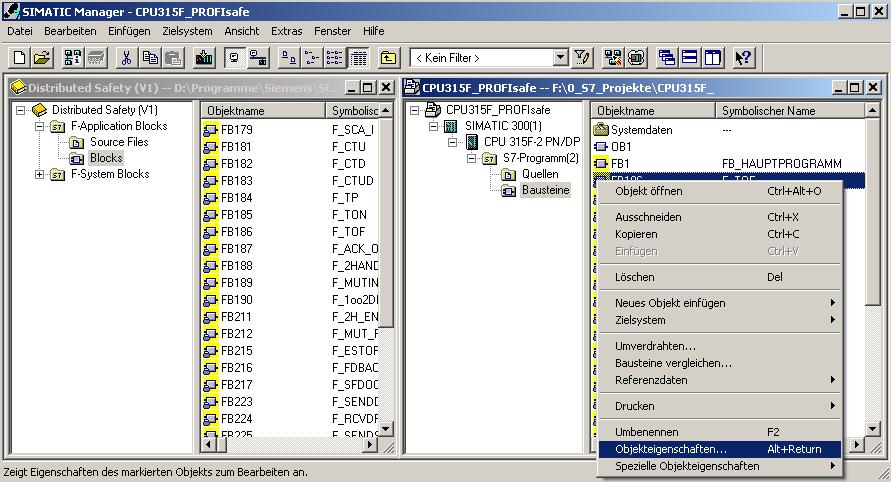 SIMATIC Manager - CPU315F_PROFIsafe
Datei Bearbeiten Einfügen Zielsystem Ansicht Extras Fenster Hilfe
< Kein Filter >
Distributed Safety (V1) -- D:\Programme\Siemens\St...
Distributed Safety (V1)
F-Application Blocks
Source Files
Blocks
F-System Blocks
Objektname Symbolisc
FB179 F_SCA_I
FB181 F_CTU
FB182 F_CTD
FB183 F_CTUD
FB184 F_TP
FB185 F_TON
FB186 F_TOF
FB187 F_ACK_O
FB188 F_2HAND
FB189 F_MUTIN
FB190 F_1oo2DI
FB211 F_2H_EN
FB212 F_MUT_F
FB215 F_ESTOF
FB216 F_FDBAC
FB217 F_SFDOO
FB223 F_SENDD
FB224 F_RCVDF
FB225 F_SENDS
CPU315F_PROFIsafe -- F:\0_S7_Projekte\CPU315F_
CPU315F_PROFIsafe
SIMATIC 300(1)
CPU 315F-2 PN/DP
S7-Programm(2)
Quellen
Bausteine
Objektname Symbolischer Name
Systemdaten ---
OB1
FB1 FB_HAUPTPROGRAMM
FB186 F_TOF
Objekt öffnen Ctrl+Alt+O
Ausschneiden Ctrl+X
Kopieren Ctrl+C
Einfügen Ctrl+V
Löschen Del
Neues Objekt einfügen
Zielsystem
Umverdrahten...
Bausteine vergleichen...
Referenzdaten
Drucken
Umbenennen F2
Objekteigenschaften... Alt+Return
Spezielle Objekteigenschaften
Zeigt Eigenschaften des markierten Objekts zum Bearbeiten an.